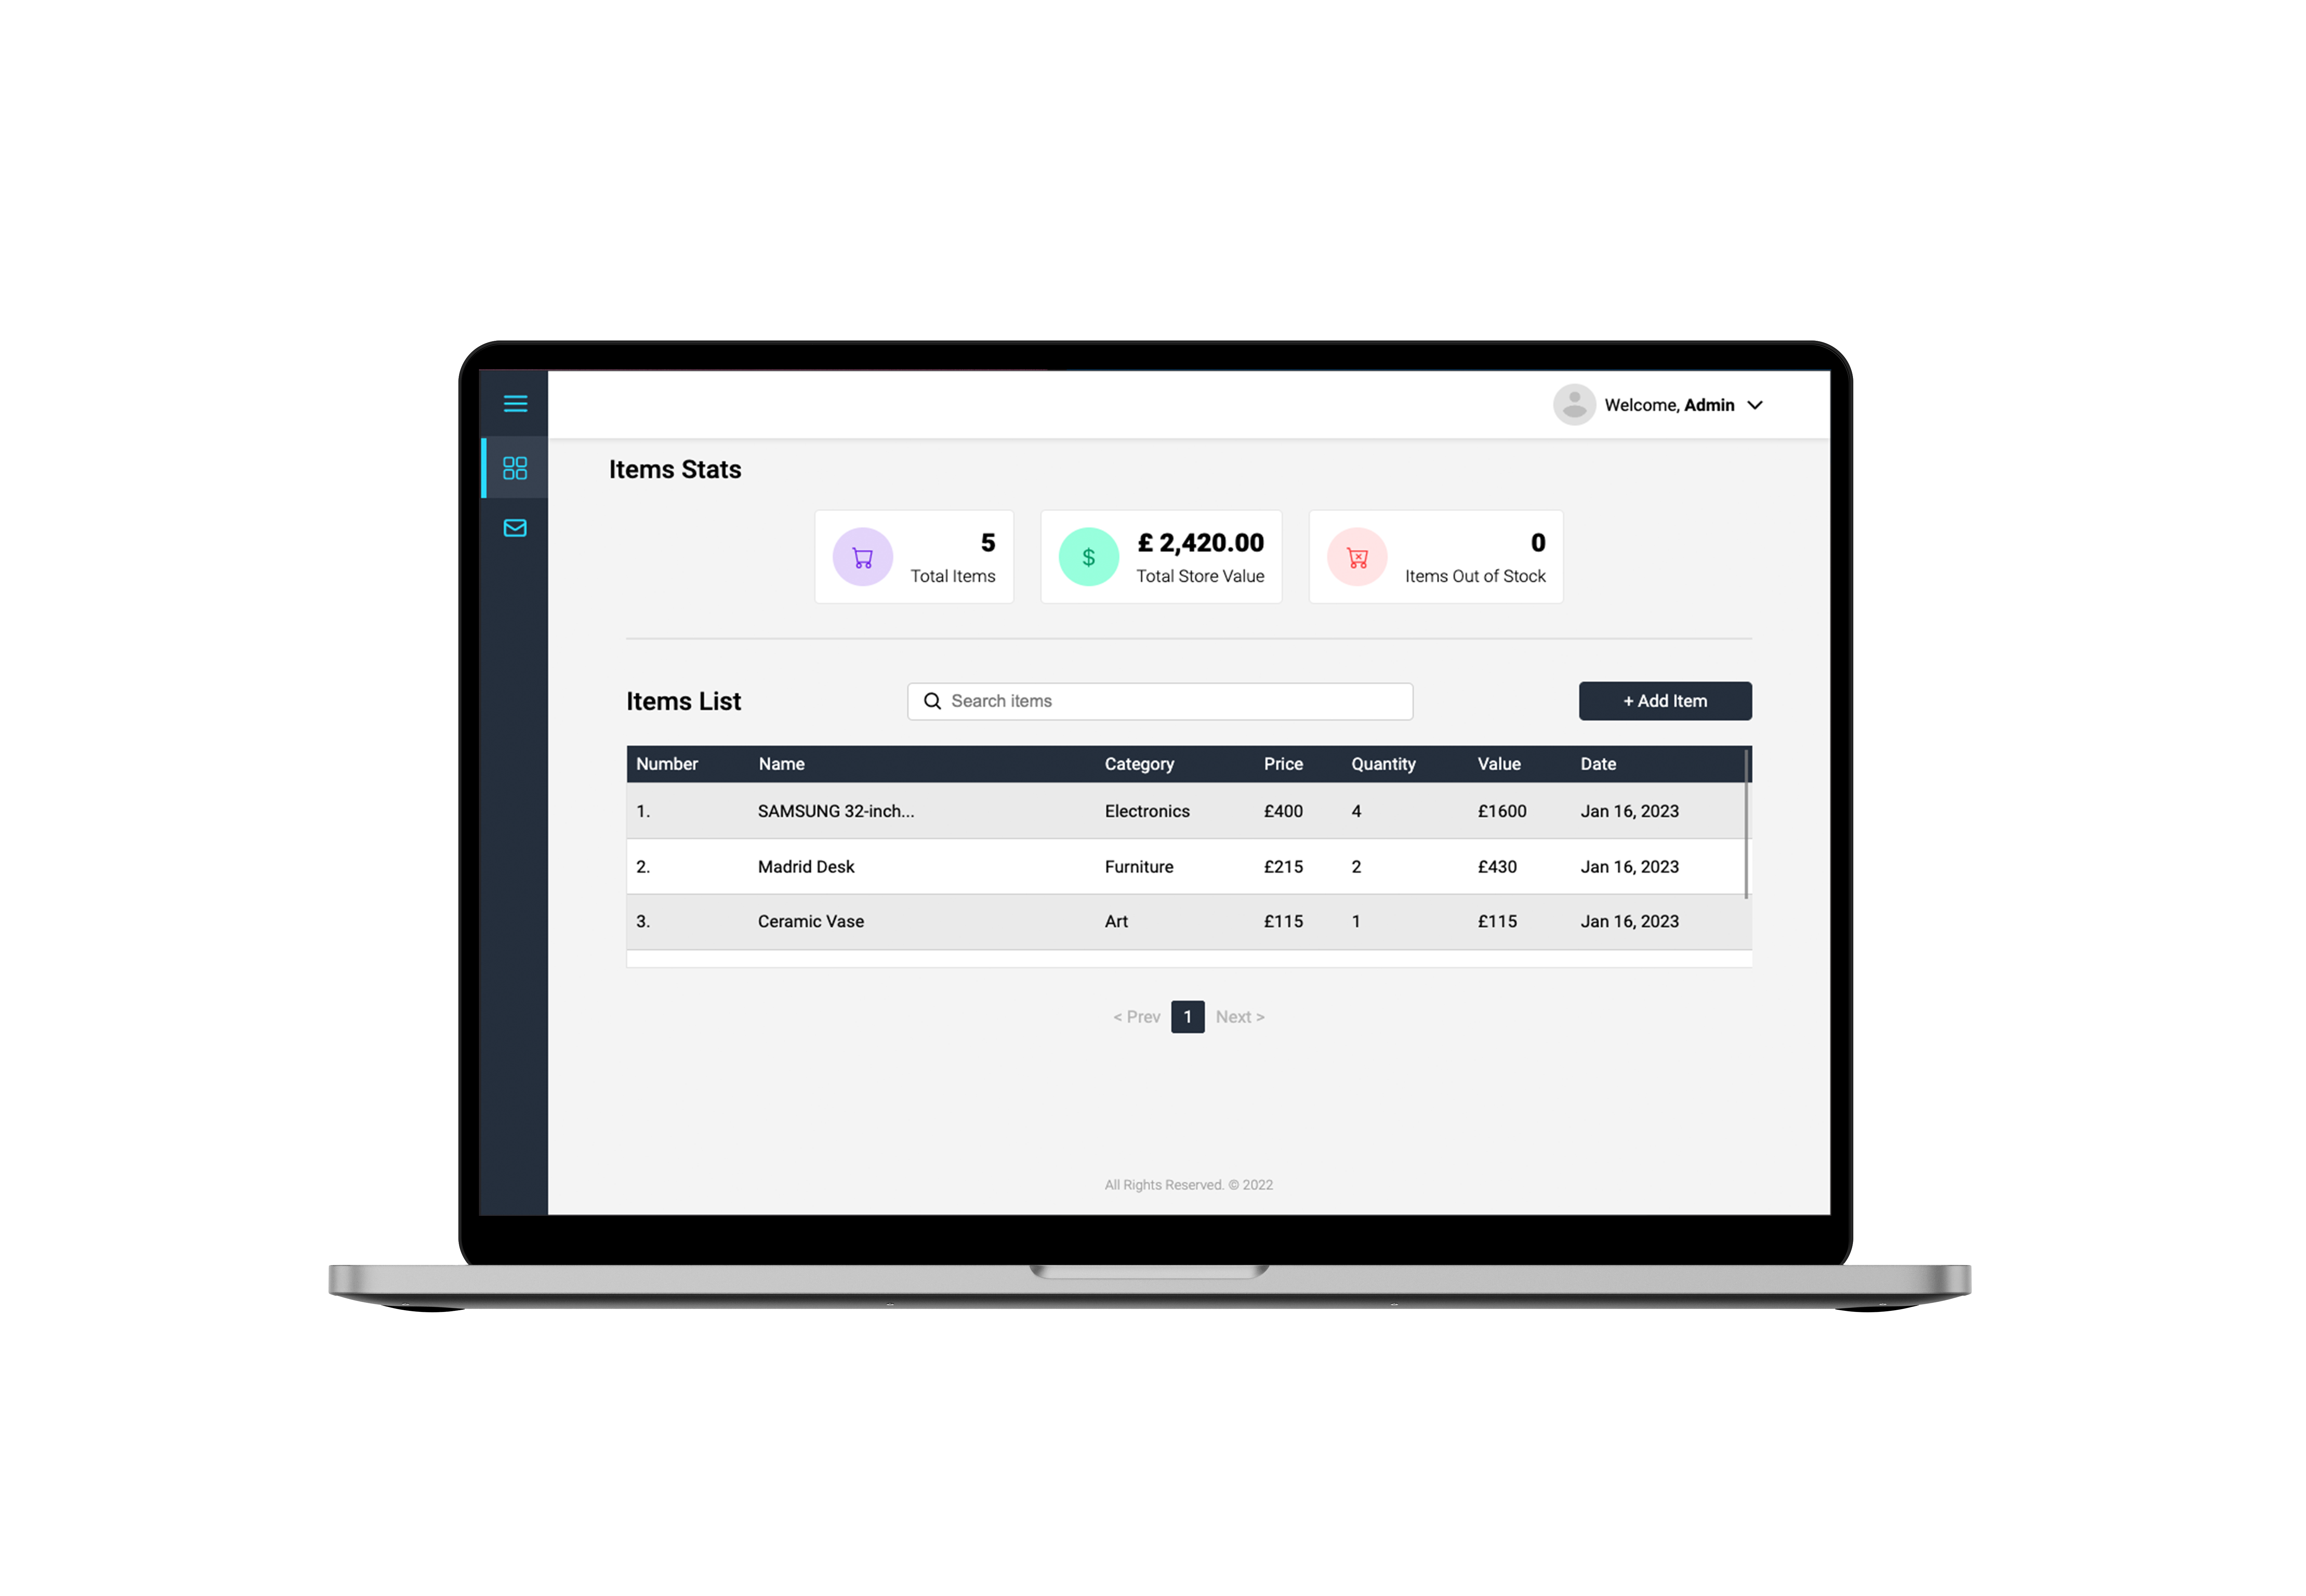 Welcome, Admin
Items Stats
5
Total Items
$
£ 2,420.00
Total Store Value
0
Items Out of Stock
Items List
Search items
+ Add Item
Number Name Category Price Quantity Value Date
1. SAMSUNG 32-inch... Electronics £400 4 £1600 Jan 16, 2023
2. Madrid Desk Furniture £215 2 £430 Jan 16, 2023
3. Ceramic Vase Art £115 1 £115 Jan 16, 2023
< Prev 1 Next >
All Rights Reserved. © 2022